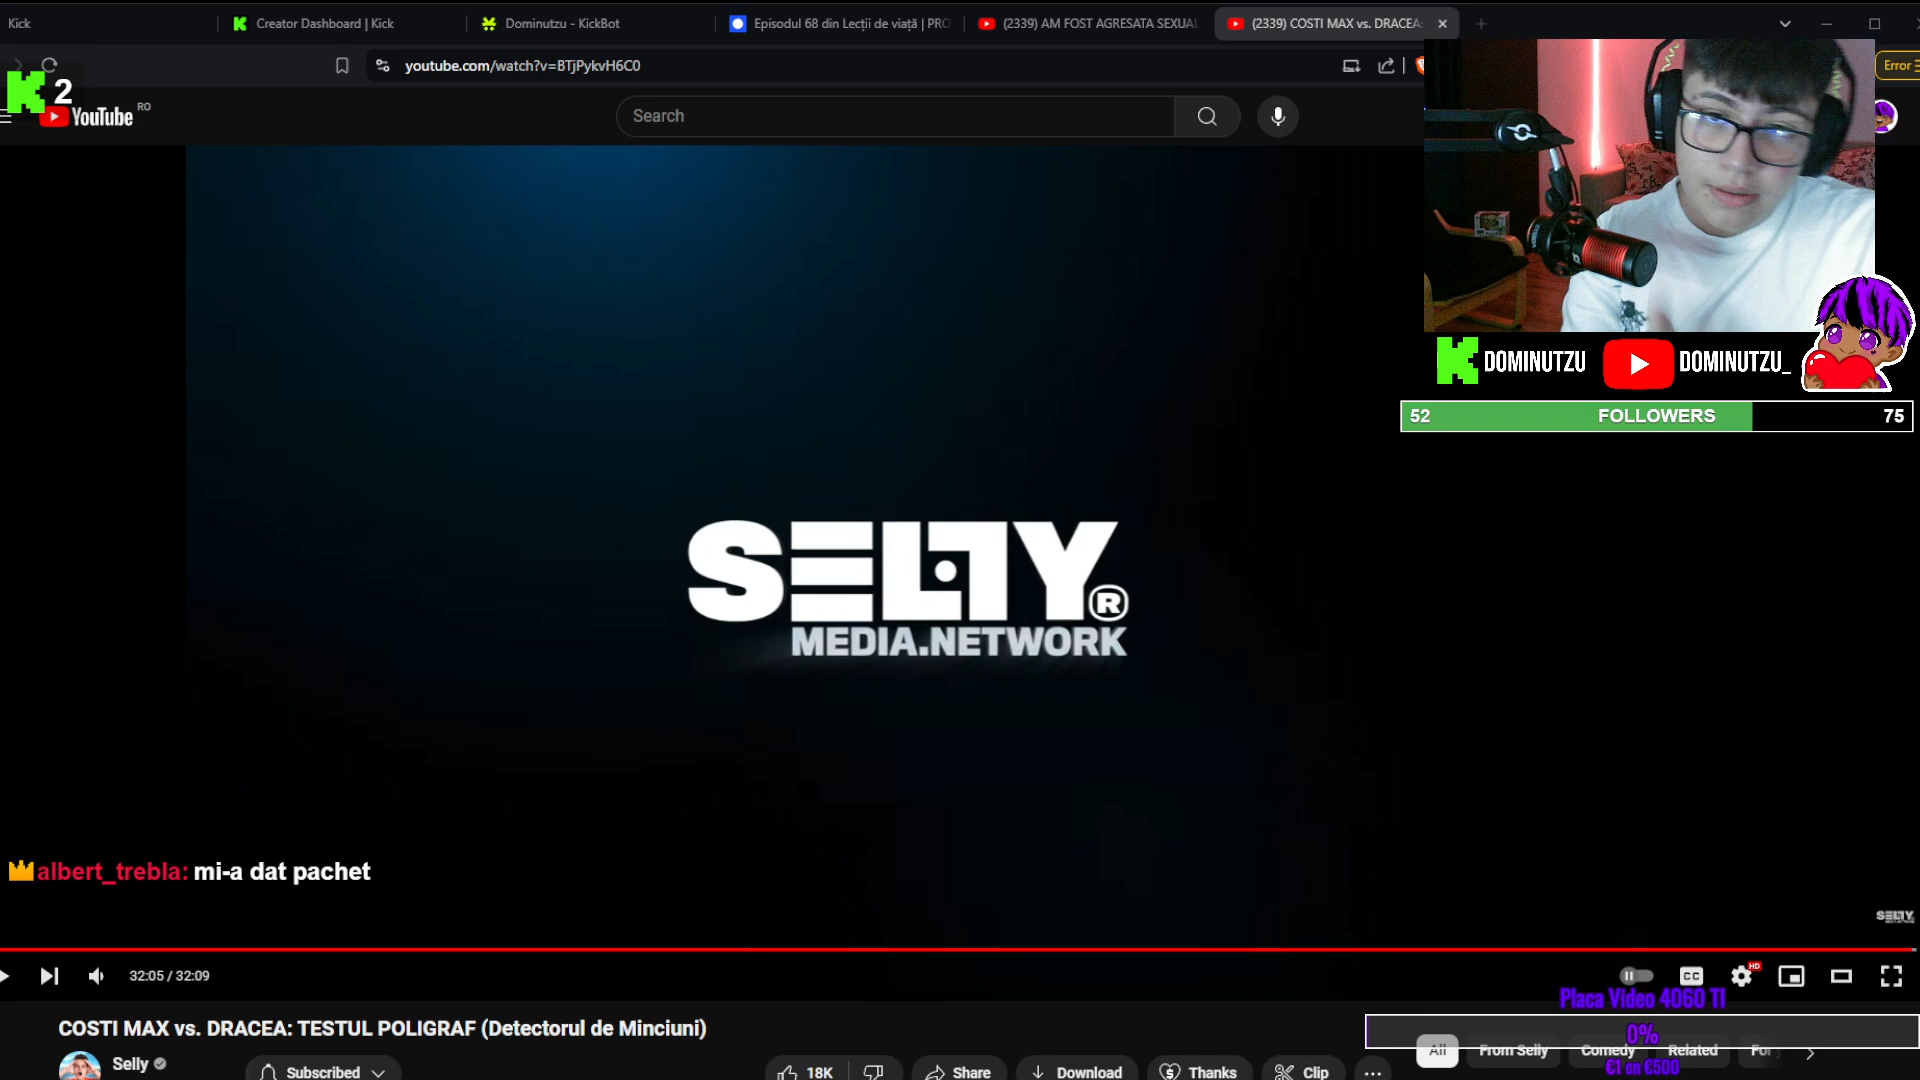 Kick
Creator Dashboard | Kick
Dominutzu - KickBot
Episodul 68 din Lecții de viață | PRO
(2339) AM FOST AGRESATA SEXUAL
(2339) COSTI MAX vs. DRACEA:
youtube.com/watch?v=BTjPykvH6C0
Error
2
YouTube RO
Search
DOMINUTZU
DOMINUTZU_
52 FOLLOWERS 75
SELLY®
MEDIA.NETWORK
albert_trebla: mi-a dat pachet
SELLY
32:05 / 32:09
CC
HD
Placa Video 4060 TI
0%
€1 on €500
COSTI MAX vs. DRACEA: TESTUL POLIGRAF (Detectorul de Minciuni)
Selly
Subscribed
18K
Share
Download
Thanks
Clip
All
From Selly
Comedy
Related